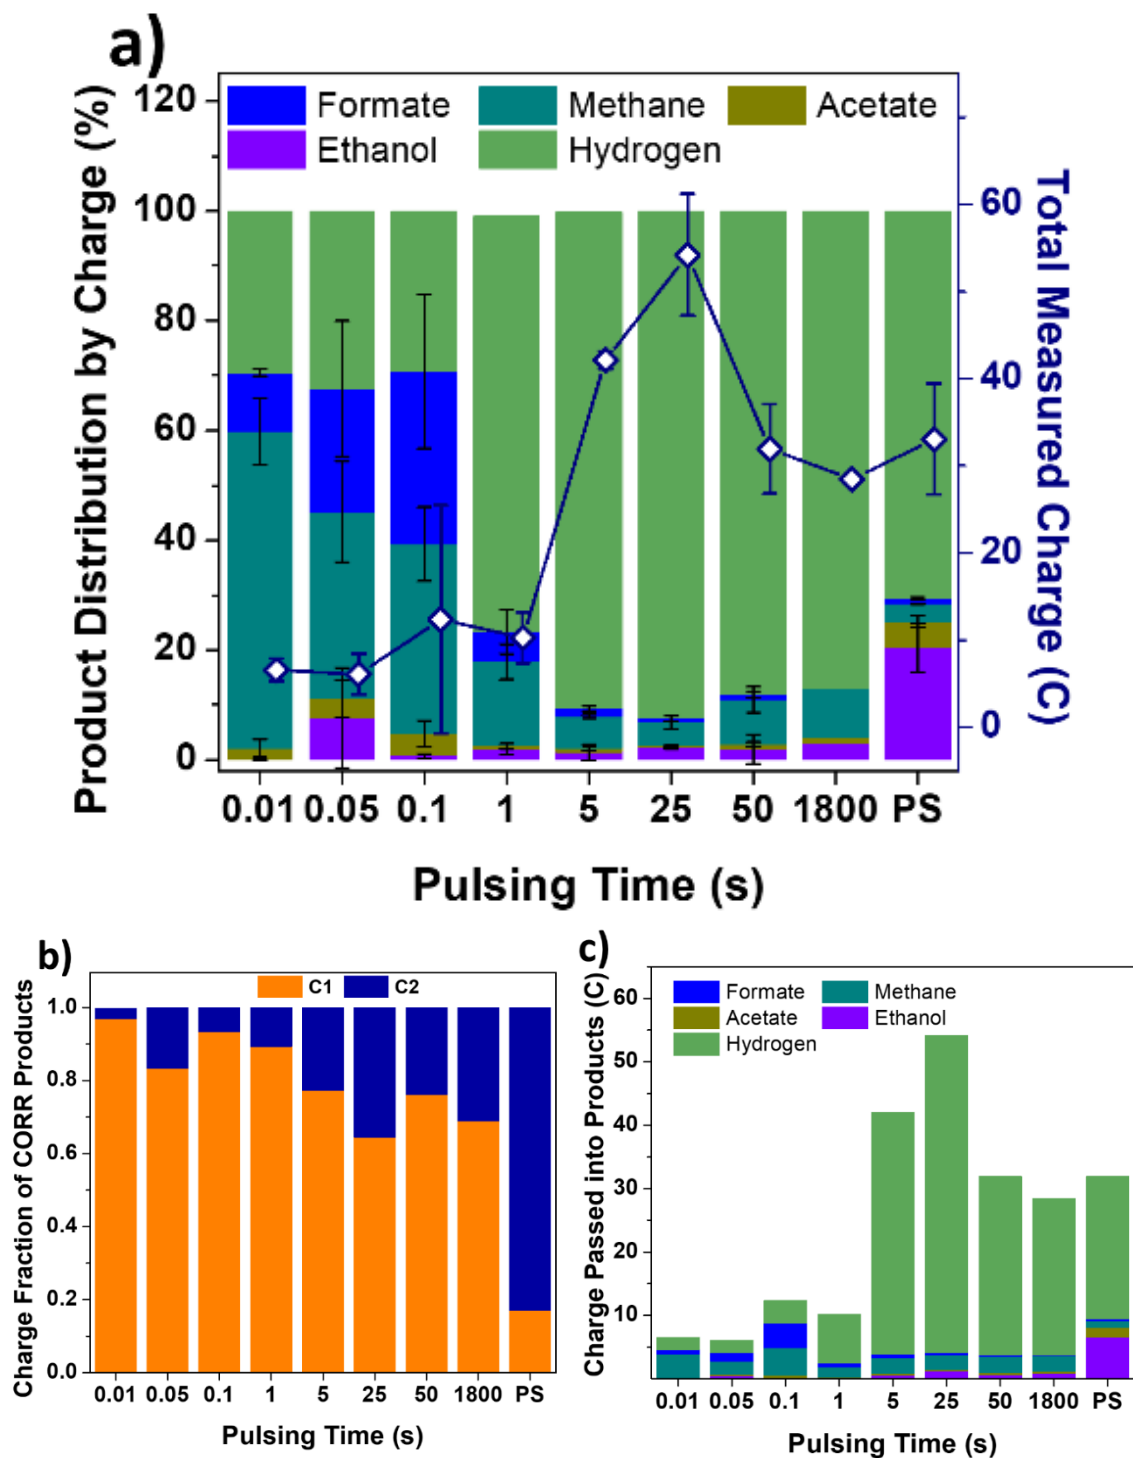 a)
Product Distribution by Charge (%)
120
100
80
60
40
20
0
Formate Methane Acetate
Ethanol Hydrogen
60
40
20
0
Total Measured Charge (C)
0.01 0.05 0.1 1 5 25 50 1800 PS
Pulsing Time (s)
b)
Charge Fraction of CORR Products
1.0
0.8
0.6
0.4
0.2
0.0
C1 C2
0.01 0.05 0.1 1 5 25 50 1800 PS
Pulsing Time (s)
c)
Charge Passed into Products (C)
60
50
40
30
20
10
Formate Methane
Acetate Ethanol
Hydrogen
0.01 0.05 0.1 1 5 25 50 1800 PS
Pulsing Time (s)